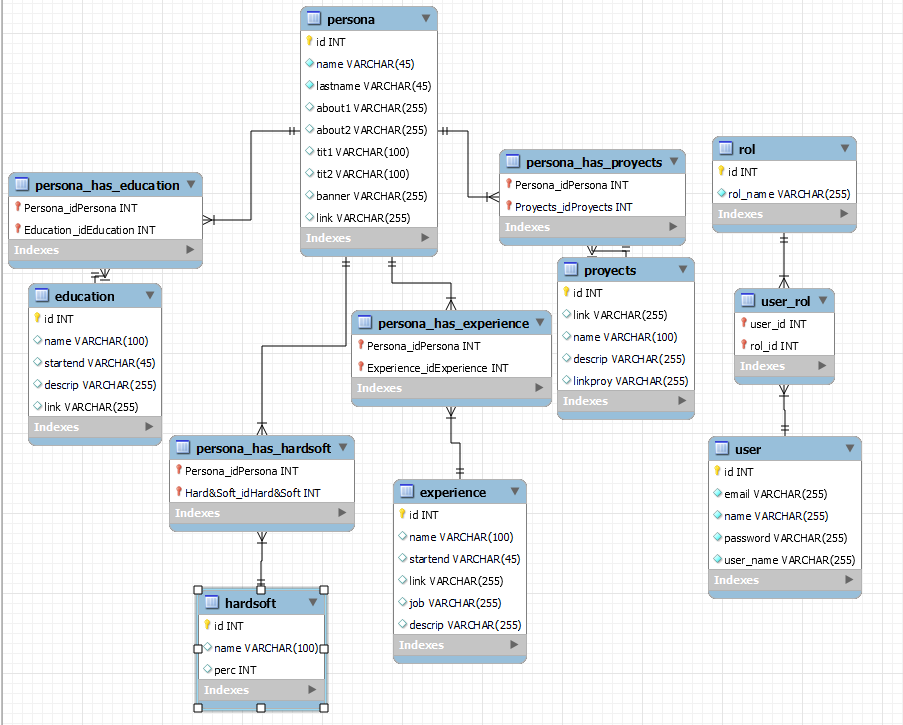 persona
id INT
name VARCHAR(45)
lastname VARCHAR(45)
about1 VARCHAR(255)
about2 VARCHAR(255)
tit1 VARCHAR(100)
tit2 VARCHAR(100)
banner VARCHAR(255)
link VARCHAR(255)
Indexes
persona_has_education
Persona_idPersona INT
Education_idEducation INT
Indexes
education
id INT
name VARCHAR(100)
startend VARCHAR(45)
descrip VARCHAR(255)
link VARCHAR(255)
Indexes
persona_has_proyects
Persona_idPersona INT
Proyects_idProyects INT
Indexes
proyects
id INT
link VARCHAR(255)
name VARCHAR(100)
descrip VARCHAR(255)
linkproy VARCHAR(255)
Indexes
rol
id INT
rol_name VARCHAR(255)
Indexes
user_rol
user_id INT
rol_id INT
Indexes
persona_has_experience
Persona_idPersona INT
Experience_idExperience INT
Indexes
persona_has_hardsoft
Persona_idPersona INT
Hard&Soft_idHard&Soft INT
Indexes
experience
id INT
name VARCHAR(100)
startend VARCHAR(45)
link VARCHAR(255)
job VARCHAR(255)
descrip VARCHAR(255)
Indexes
user
id INT
email VARCHAR(255)
name VARCHAR(255)
password VARCHAR(255)
user_name VARCHAR(255)
Indexes
hardsoft
id INT
name VARCHAR(100)
perc INT
Indexes